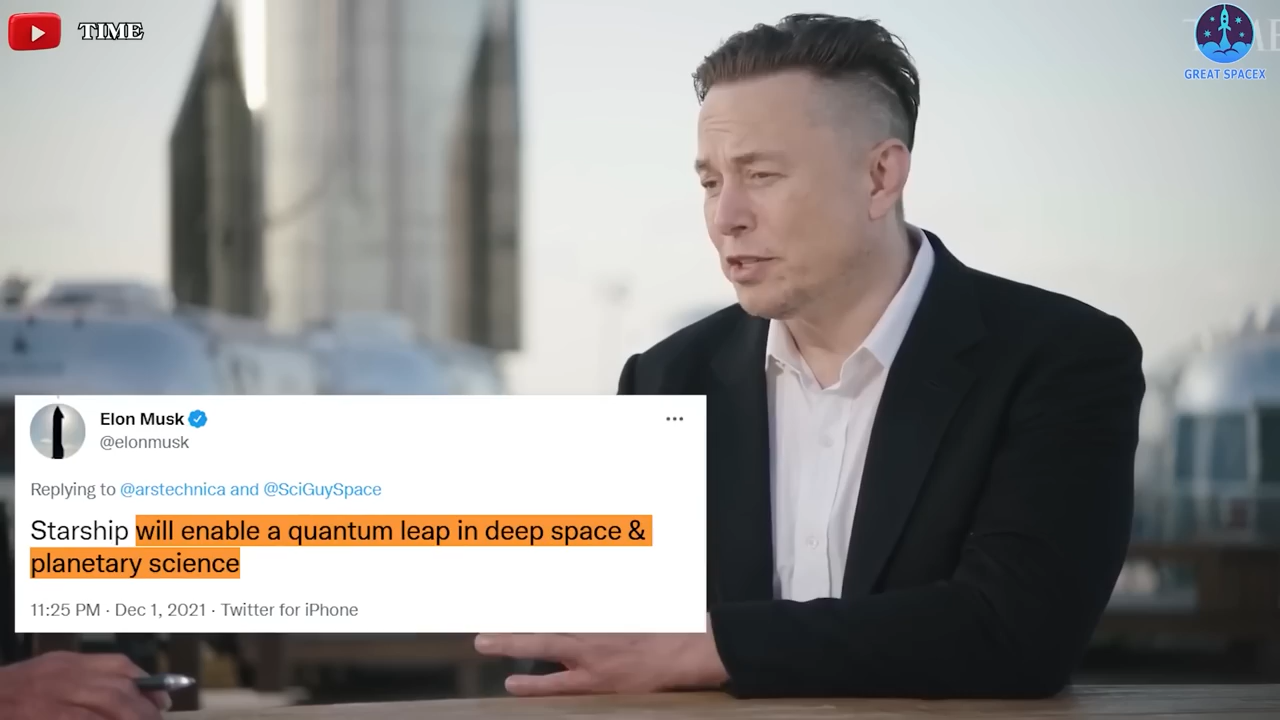 TIME
GREAT SPACEX
Elon Musk
@elonmusk
Replying to @arstechnica and @SciGuySpace
Starship will enable a quantum leap in deep space &
planetary science
11:25 PM · Dec 1, 2021 · Twitter for iPhone